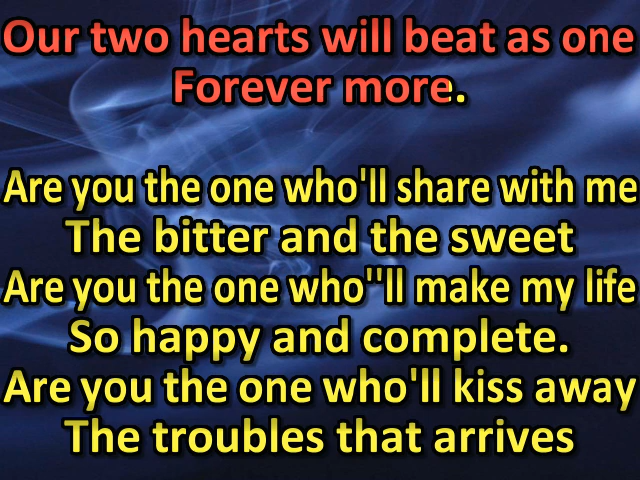 Our two hearts will beat as one
Forever more.
Are you the one who'll share with me
The bitter and the sweet
Are you the one who''ll make my life
So happy and complete.
Are you the one who'll kiss away
The troubles that arrives